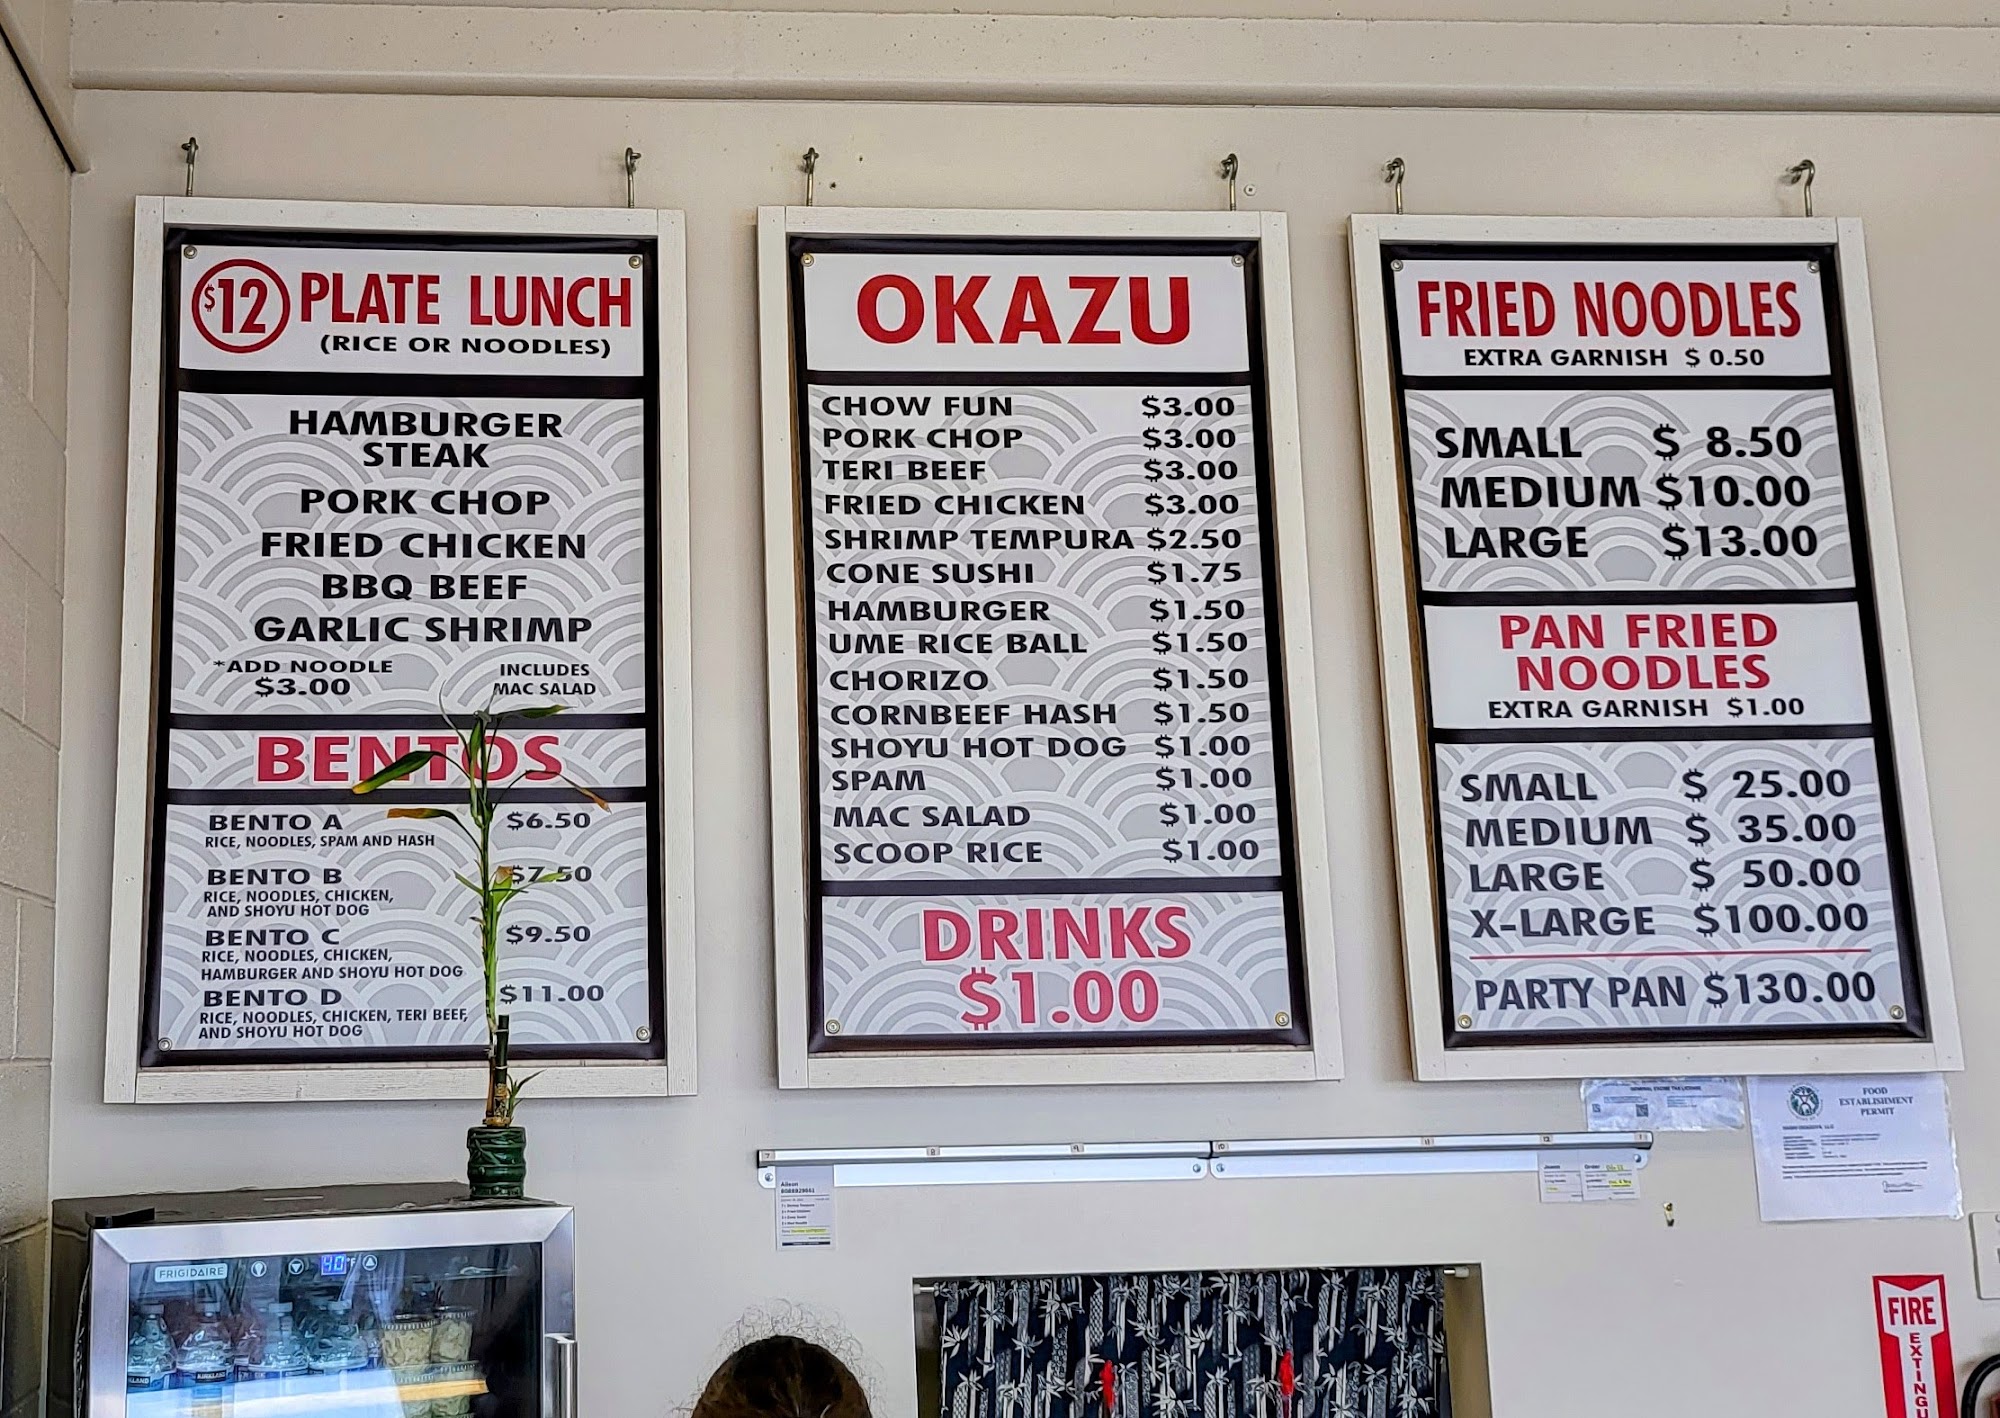 $12 PLATE LUNCH
(RICE OR NOODLES)
HAMBURGER
STEAK
PORK CHOP
FRIED CHICKEN
BBQ BEEF
GARLIC SHRIMP
*ADD NOODLE
$3.00
INCLUDES
MAC SALAD
BENTOS
BENTO A $6.50
RICE, NOODLES, SPAM AND HASH
BENTO B $7.50
RICE, NOODLES, CHICKEN,
AND SHOYU HOT DOG
BENTO C $9.50
RICE, NOODLES, CHICKEN,
HAMBURGER AND SHOYU HOT DOG
BENTO D $11.00
RICE, NOODLES, CHICKEN, TERI BEEF,
AND SHOYU HOT DOG
OKAZU
CHOW FUN $3.00
PORK CHOP $3.00
TERI BEEF $3.00
FRIED CHICKEN $3.00
SHRIMP TEMPURA $2.50
CONE SUSHI $1.75
HAMBURGER $1.50
UME RICE BALL $1.50
CHORIZO $1.50
CORNBEEF HASH $1.50
SHOYU HOT DOG $1.00
SPAM $1.00
MAC SALAD $1.00
SCOOP RICE $1.00
DRINKS
$1.00
FRIED NOODLES
EXTRA GARNISH $ 0.50
SMALL $ 8.50
MEDIUM $10.00
LARGE $13.00
PAN FRIED
NOODLES
EXTRA GARNISH $1.00
SMALL $ 25.00
MEDIUM $ 35.00
LARGE $ 50.00
X-LARGE $100.00
PARTY PAN $130.00
FOOD
ESTABLISHMENT
PERMIT
Alison
FRIGIDAIRE
40°F
KIRKLAND
FIRE
EXTINGU